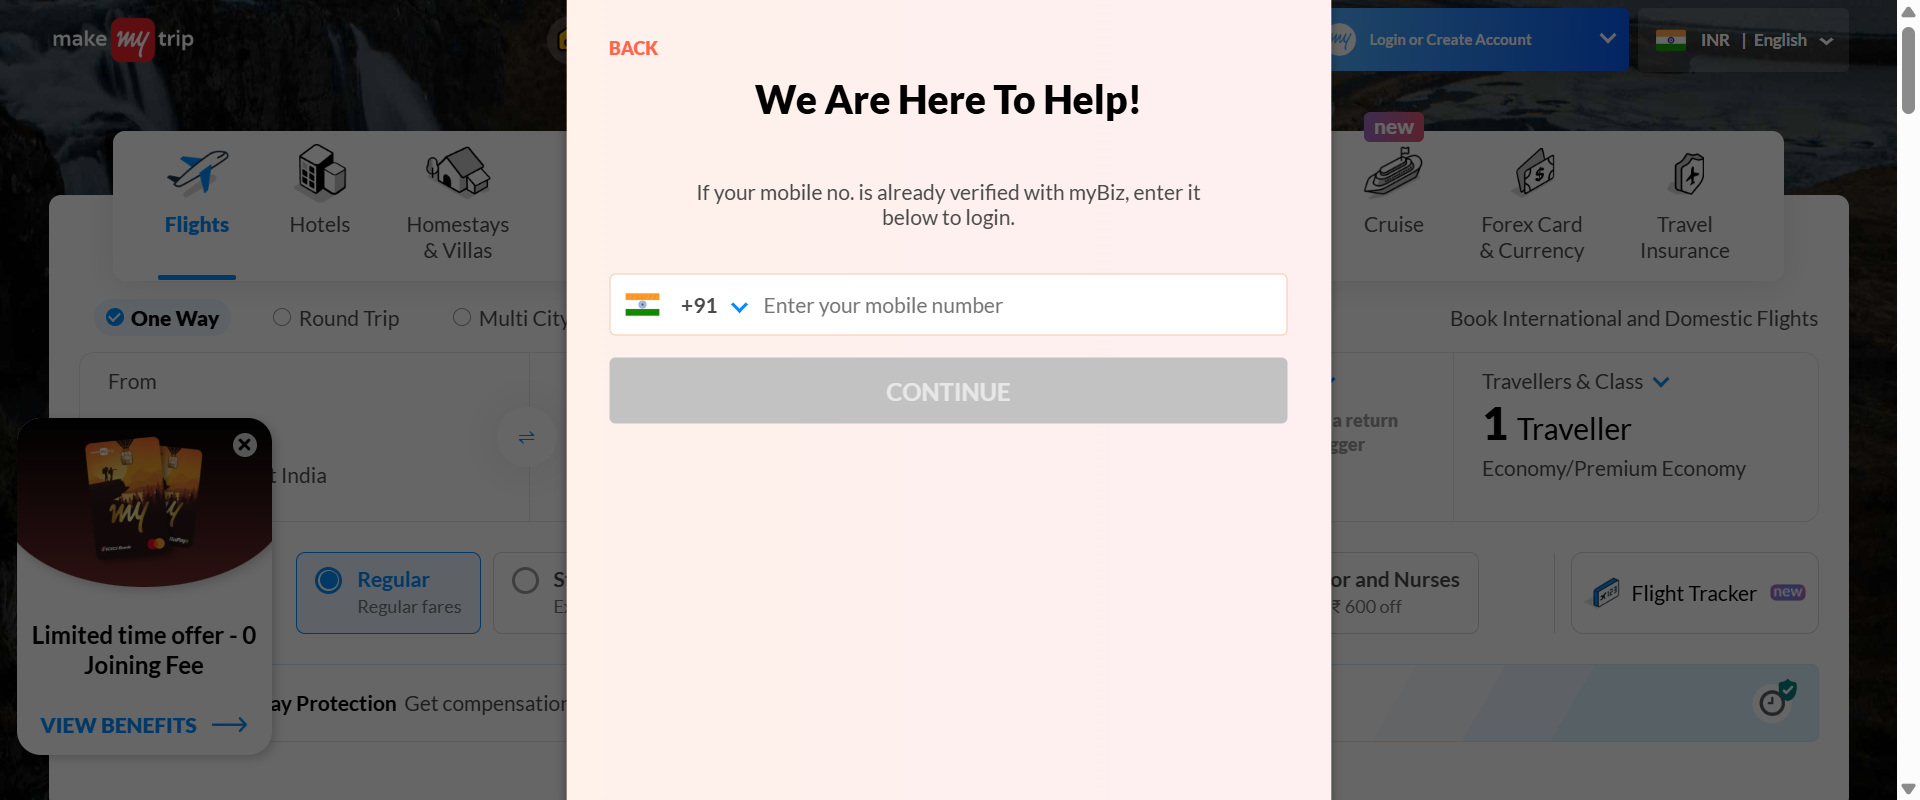 make my trip
my Login or Create Account
INR | English
BACK
We Are Here To Help!
If your mobile no. is already verified with myBiz, enter it
below to login.
+91 Enter your mobile number
CONTINUE
Flights
Hotels
Homestays
& Villas
new
Cruise
Forex Card
& Currency
Travel
Insurance
One Way
Round Trip
Multi City
Book International and Domestic Flights
From
t India
a return
gger
Travellers & Class
1 Traveller
Economy/Premium Economy
Regular
Regular fares
or and Nurses
₹ 600 off
Flight Tracker new
my
Limited time offer - 0
Joining Fee
VIEW BENEFITS
ay Protection Get compensation